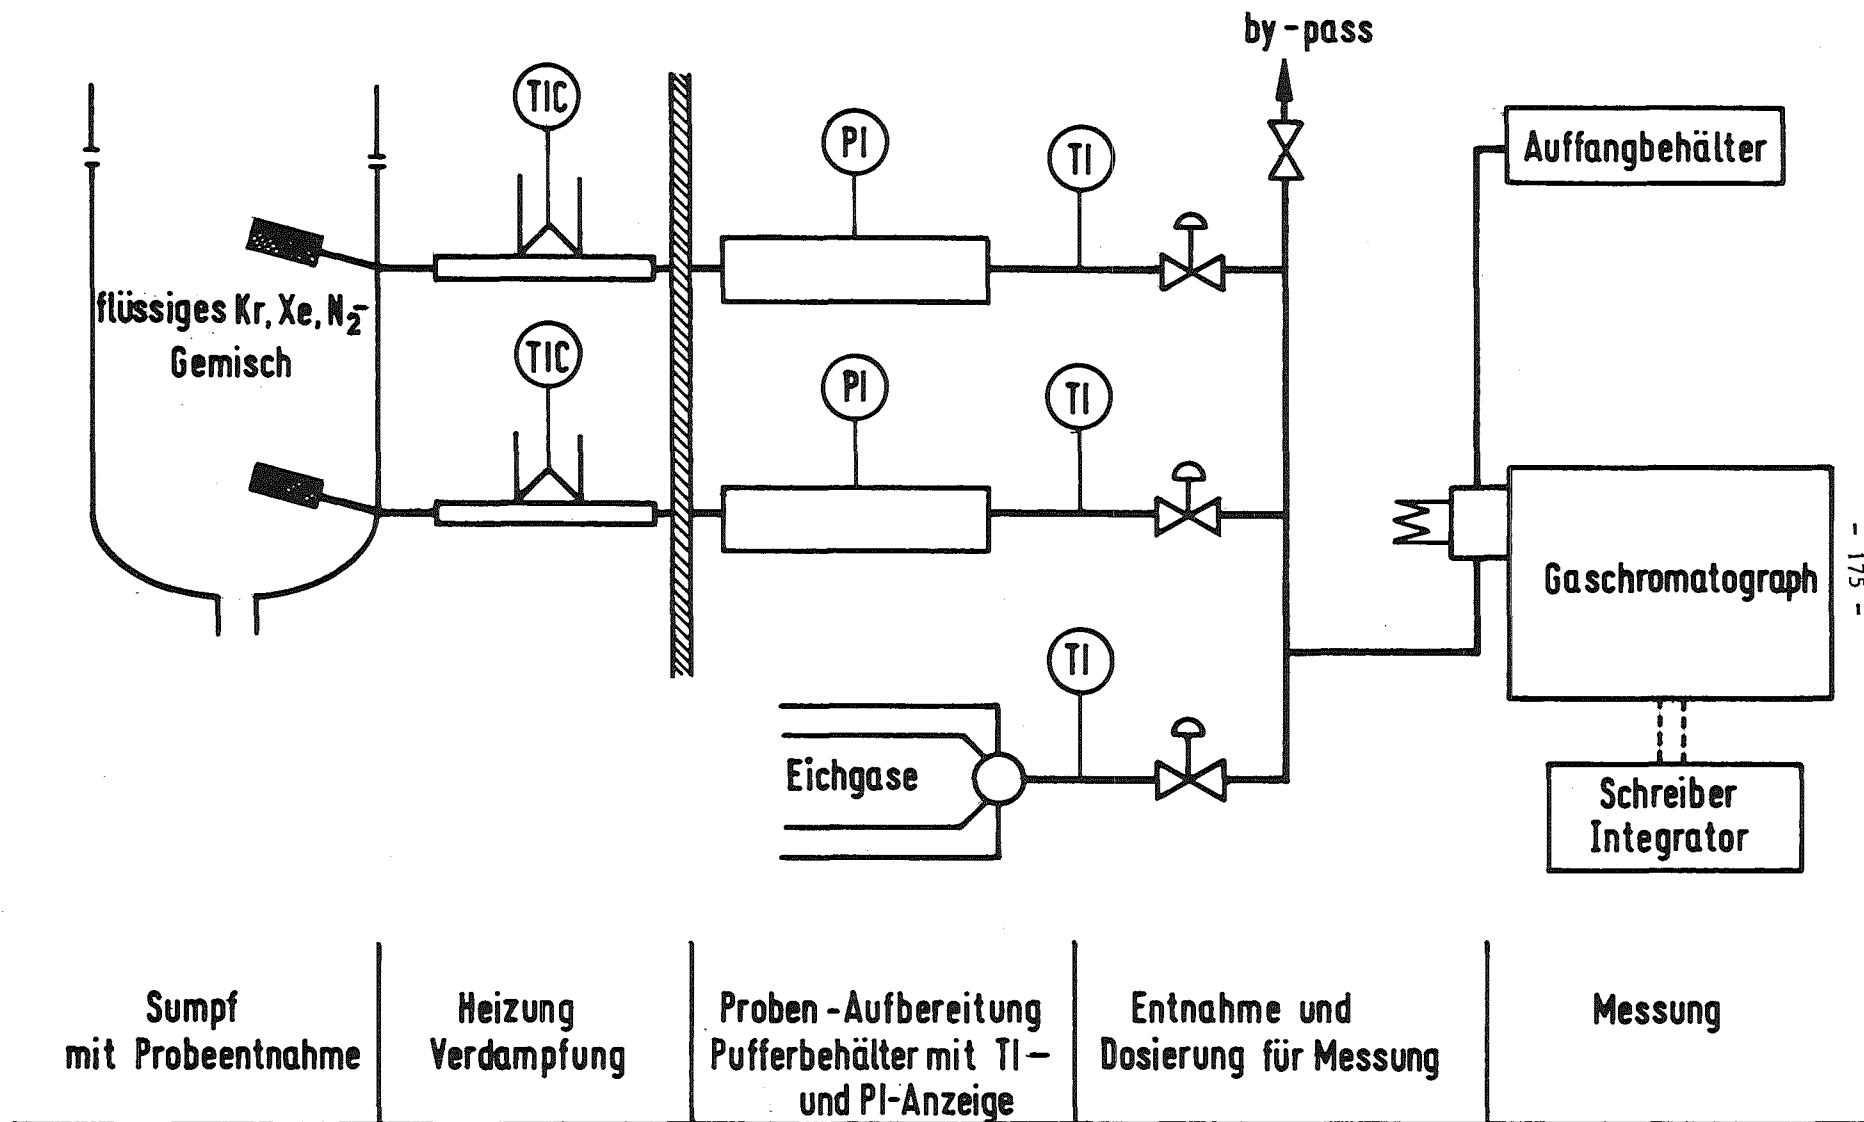 by-pass
TIC
PI
TI
Auffangbehälter
flüssiges Kr, Xe, N2-
Gemisch
TIC
PI
TI
Gaschromatograph
- 175 -
TI
Eichgase
Schreiber
Integrator
Sumpf
mit Probeentnahme
Heizung
Verdampfung
Proben-Aufbereitung
Pufferbehälter mit TI-
und PI-Anzeige
Entnahme und
Dosierung für Messung
Messung